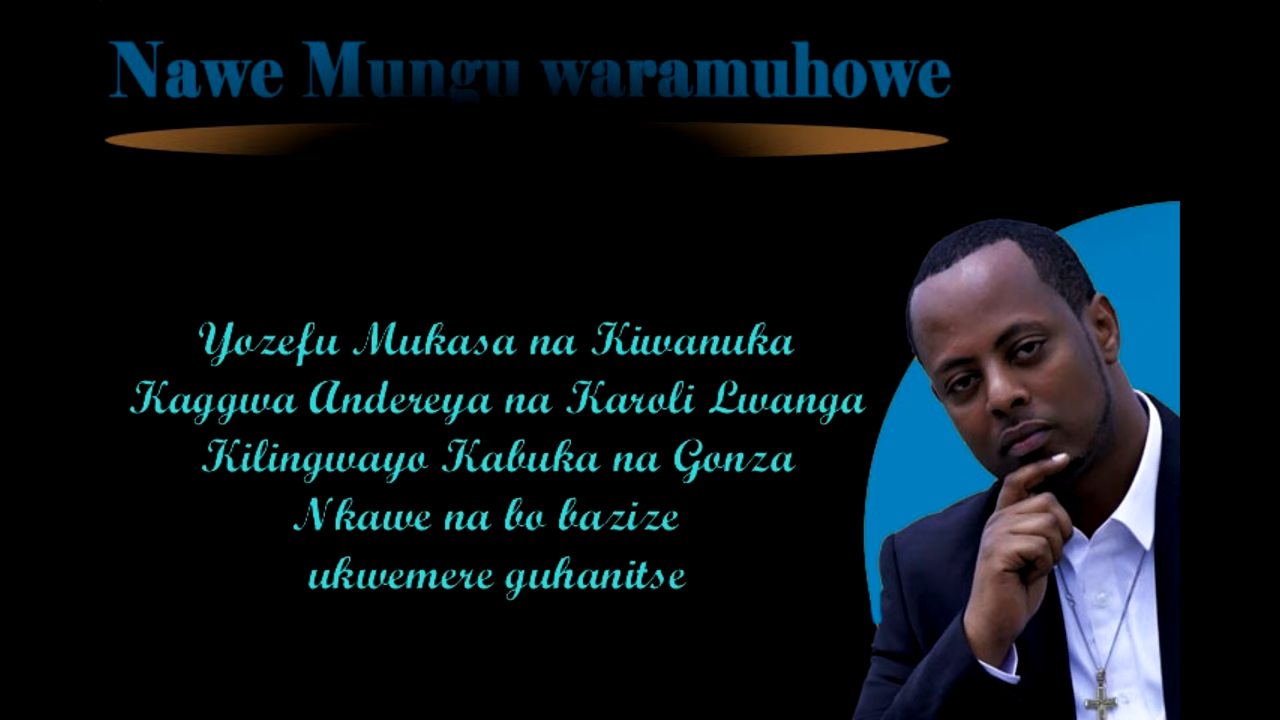 Nawe Mungu waramuhowe
Yozefu Mukasa na Kiwanuka
Kaggwa Andereya na Karoli Lwanga
Kilingwayo Kabuka na Gonza
Nkawe na bo bazize
ukwemere guhanitse